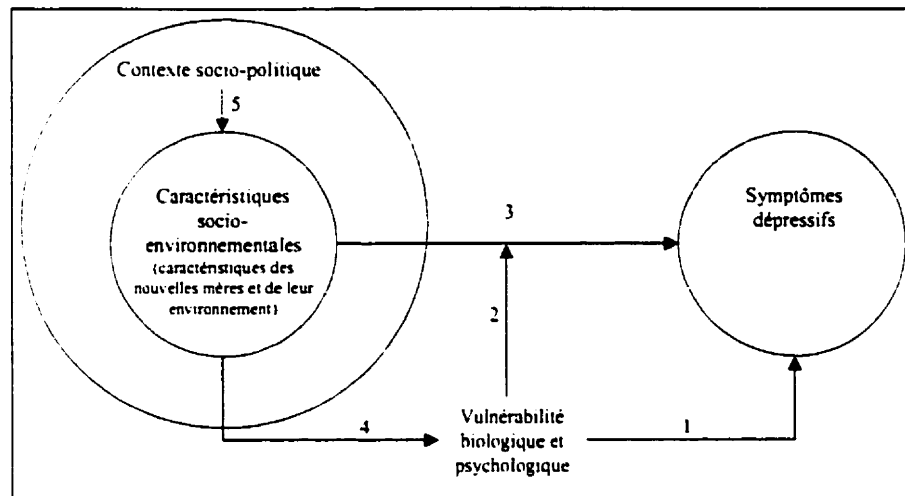 Contexte socio-politique
5
Caractéristiques
socio-
environnementales
(caractéristiques des
nouvelles mères et de leur
environnement)
3
Symptômes
dépressifs
2
4
Vulnérabilité
biologique et
psychologique
1